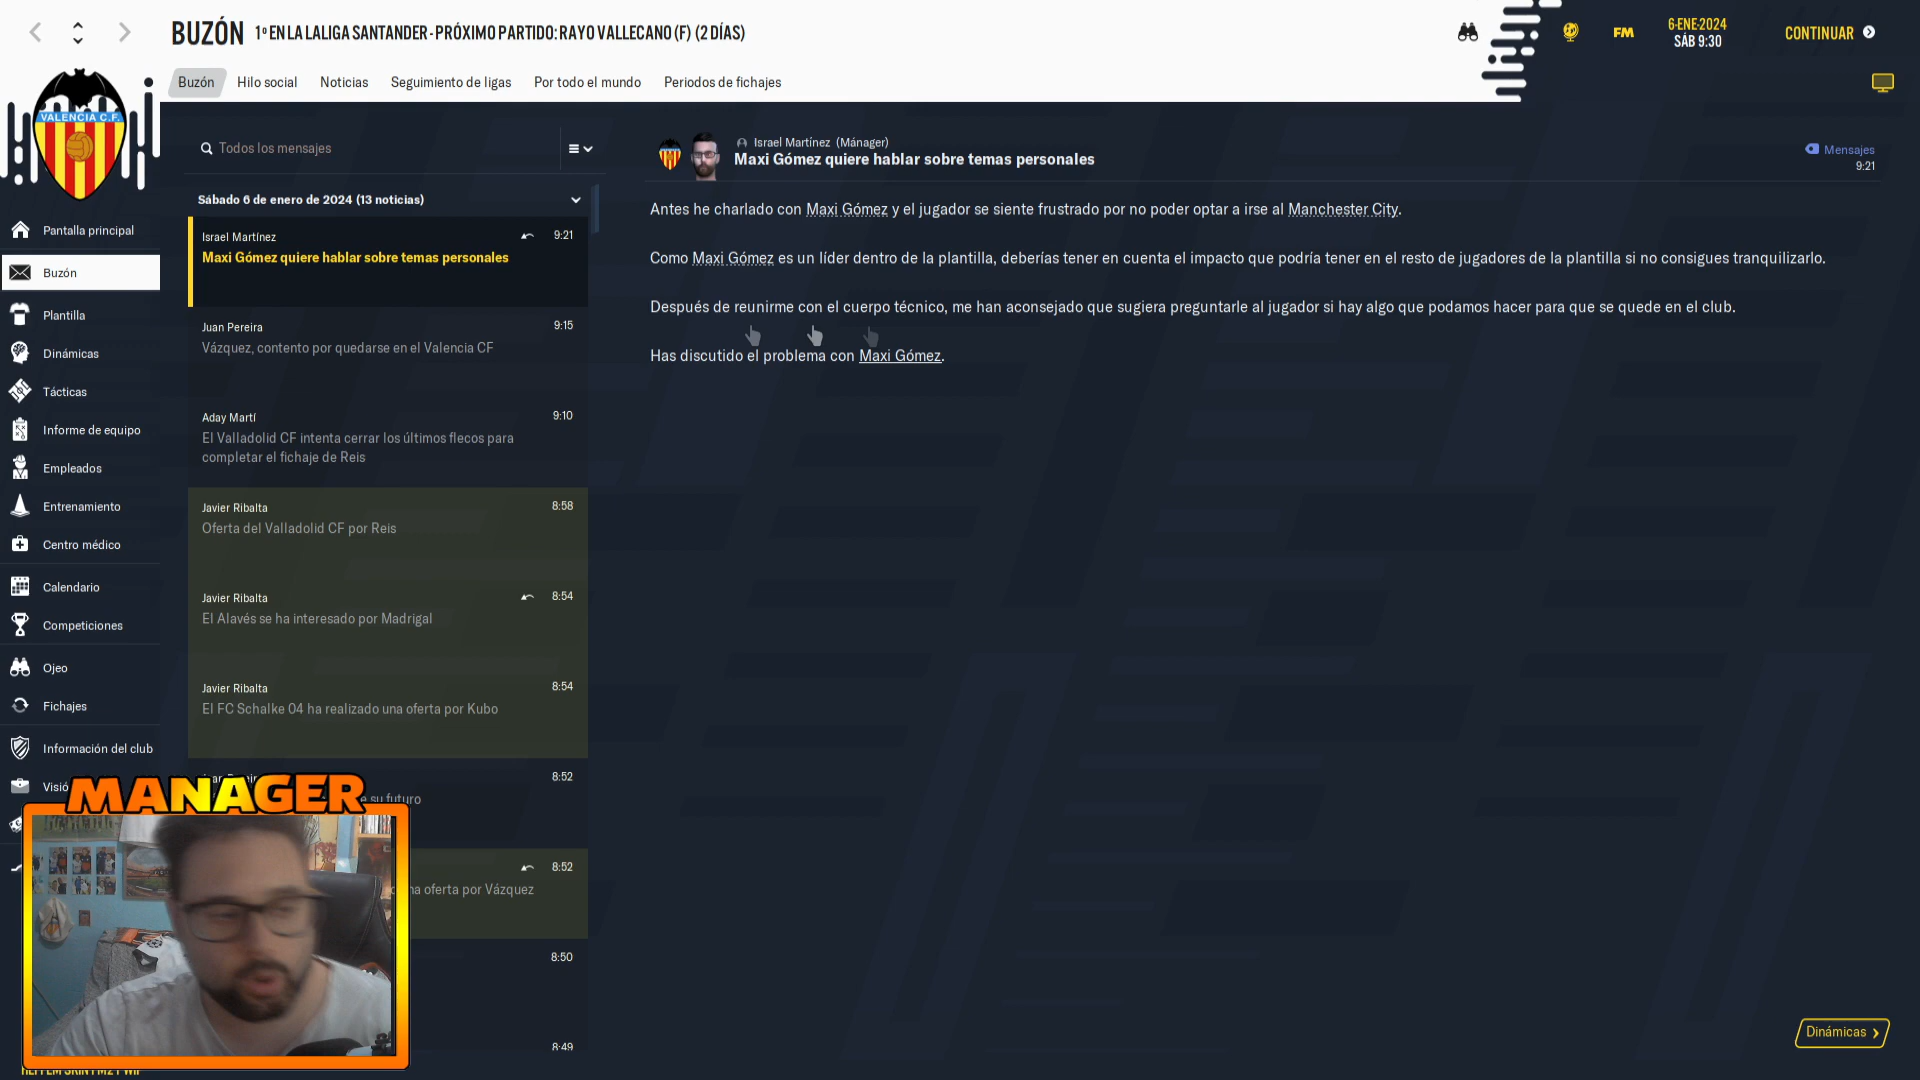 BUZÓN
1º EN LA LALIGA SANTANDER - PRÓXIMO PARTIDO: RAYO VALLECANO (F) (2 DÍAS)
FM
6-ENE-2024
SÁB 9:30
CONTINUAR
Buzón
Hilo social
Noticias
Seguimiento de ligas
Por todo el mundo
Periodos de fichajes
VALENCIA C.F.
Pantalla principal
Buzón
Plantilla
Dinámicas
Tácticas
Informe de equipo
Empleados
Entrenamiento
Centro médico
Calendario
Competiciones
Ojeo
Fichajes
Información del club
Visió
Todos los mensajes
Sábado 6 de enero de 2024 (13 noticias)
Israel Martínez
9:21
Maxi Gómez quiere hablar sobre temas personales
Juan Pereira
9:15
Vázquez, contento por quedarse en el Valencia CF
Aday Martí
9:10
El Valladolid CF intenta cerrar los últimos flecos para
completar el fichaje de Reis
Javier Ribalta
8:58
Oferta del Valladolid CF por Reis
Javier Ribalta
8:54
El Alavés se ha interesado por Madrigal
Javier Ribalta
8:54
El FC Schalke 04 ha realizado una oferta por Kubo
8:52
e su futuro
8:52
na oferta por Vázquez
8:50
8:49
MANAGER
Israel Martínez (Mánager)
Maxi Gómez quiere hablar sobre temas personales
Mensajes
9:21
Antes he charlado con Maxi Gómez y el jugador se siente frustrado por no poder optar a irse al Manchester City.
Como Maxi Gómez es un líder dentro de la plantilla, deberías tener en cuenta el impacto que podría tener en el resto de jugadores de la plantilla si no consigues tranquilizarlo.
Después de reunirme con el cuerpo técnico, me han aconsejado que sugiera preguntarle al jugador si hay algo que podamos hacer para que se quede en el club.
Has discutido el problema con Maxi Gómez.
Dinámicas